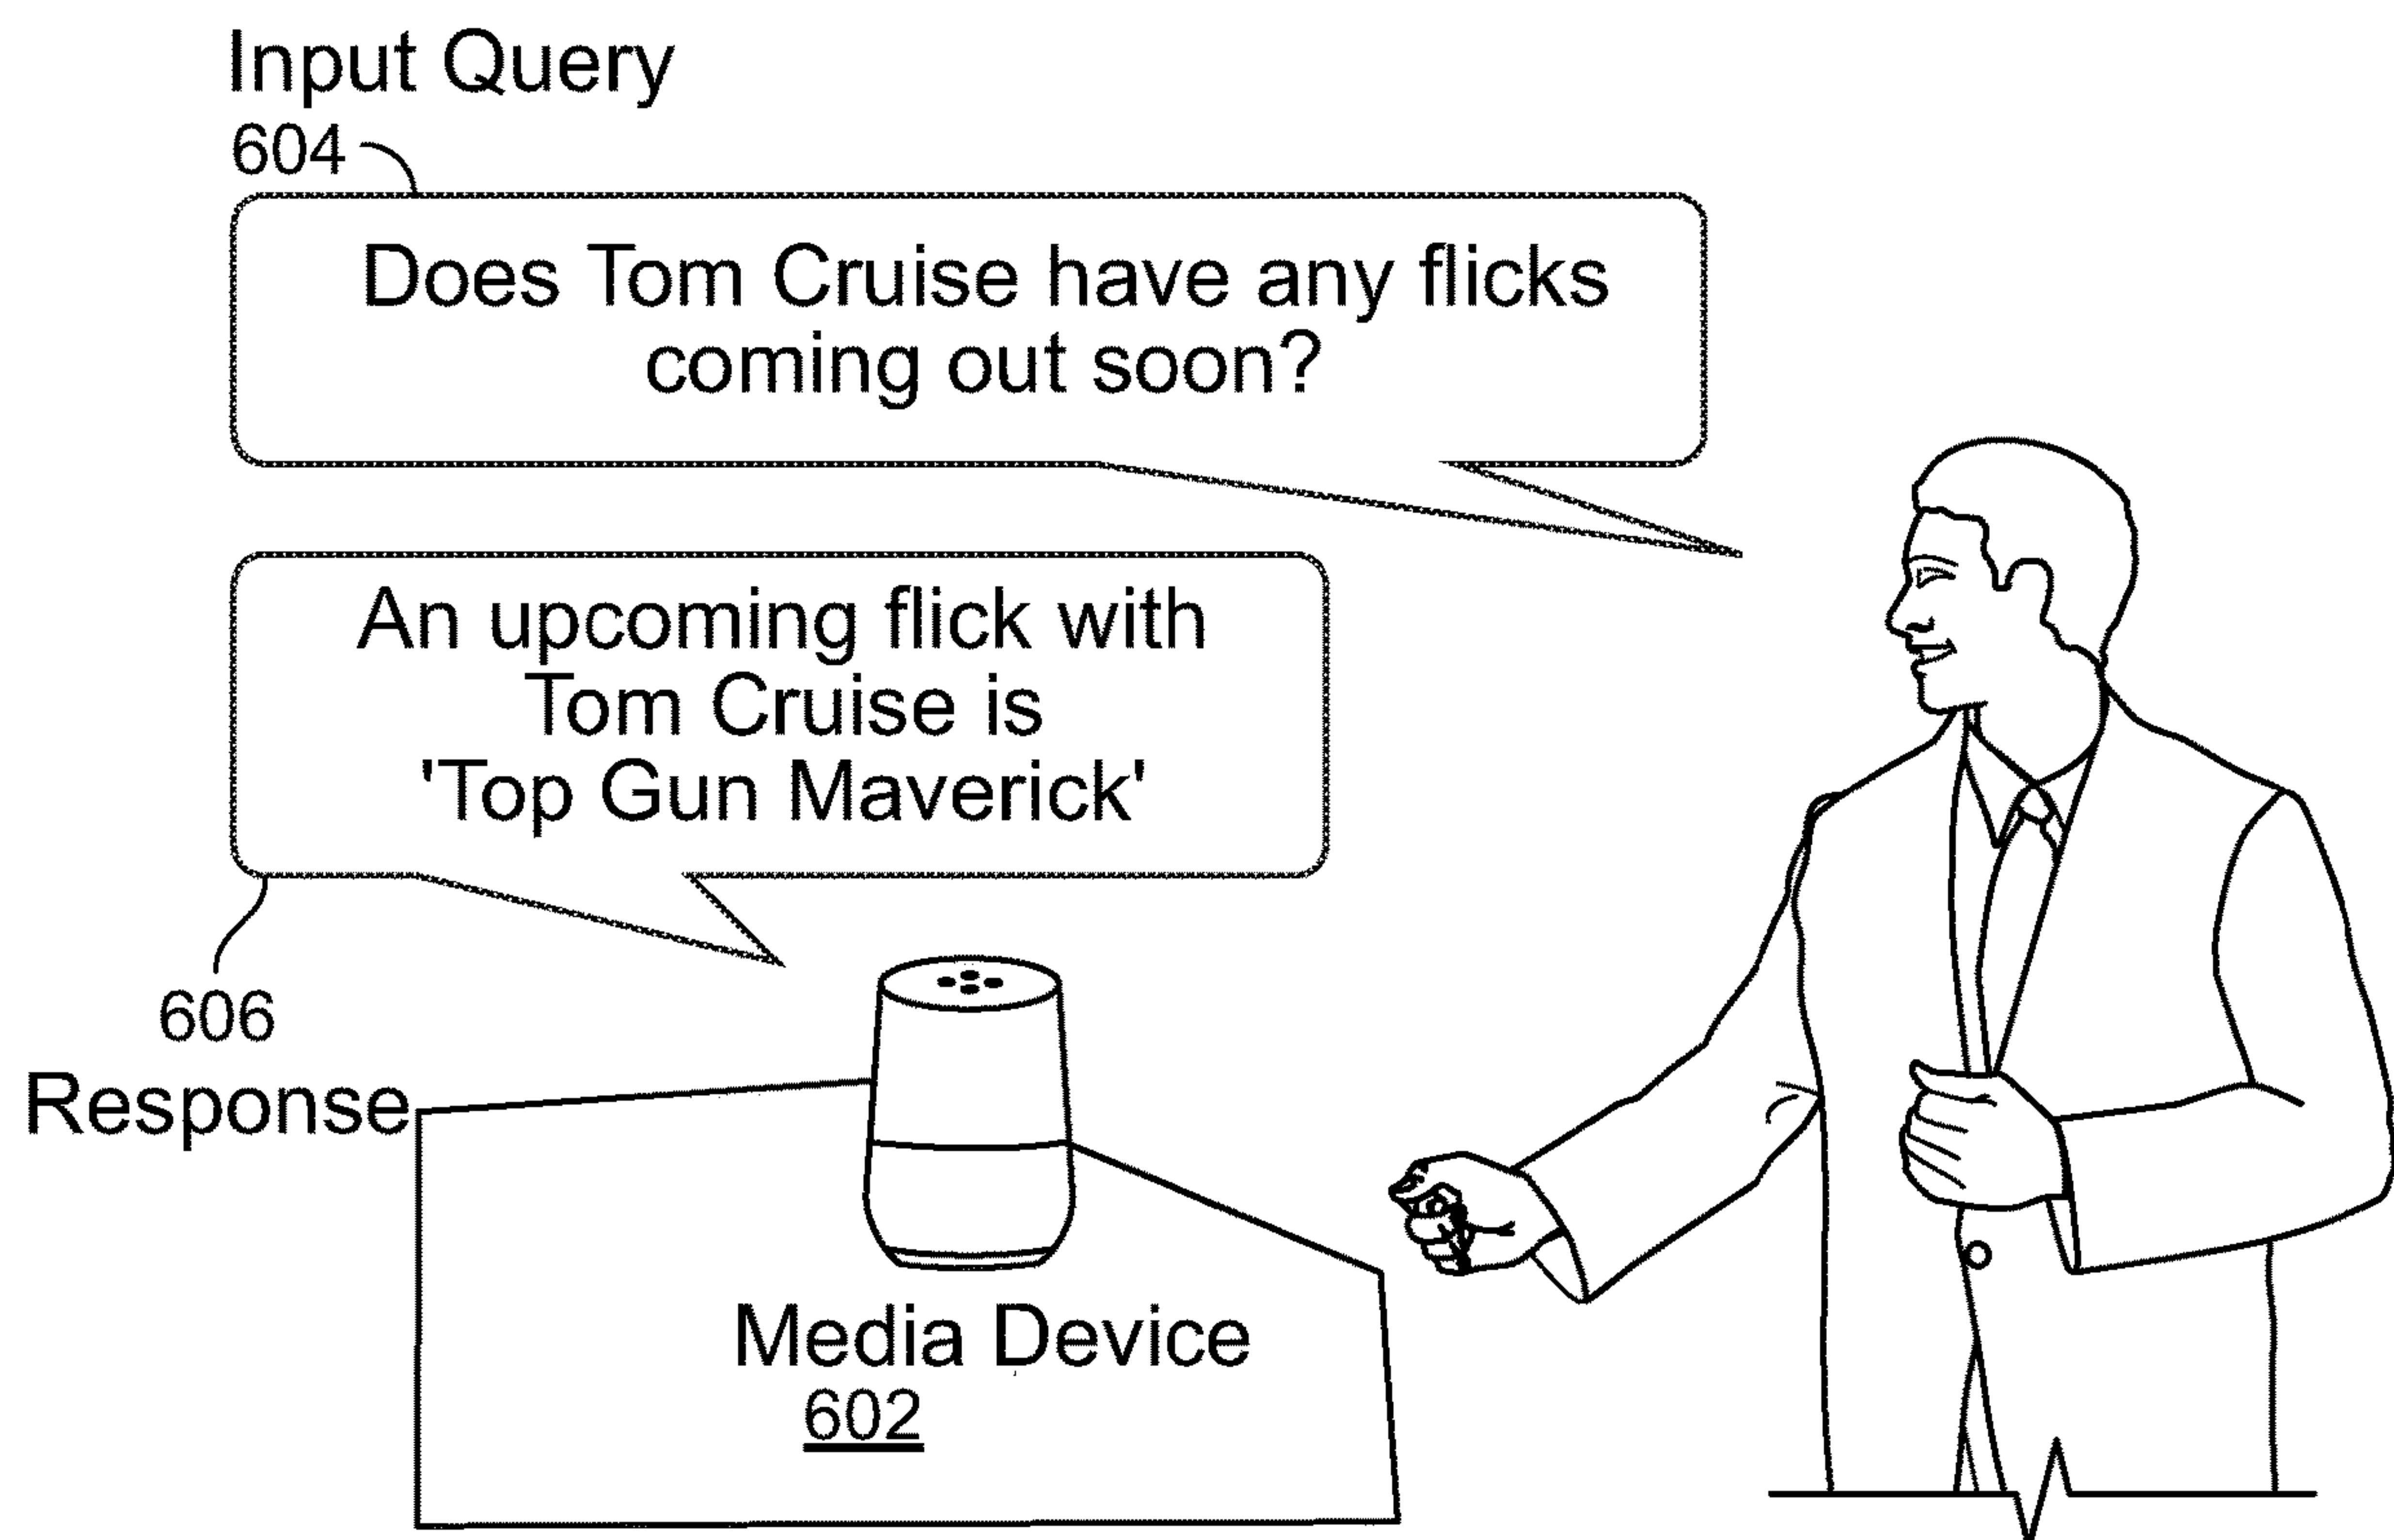 Input Query
604
Does Tom Cruise have any flicks
coming out soon?
An upcoming flick with
Tom Cruise is
'Top Gun Maverick'
606
Response
Media Device
602